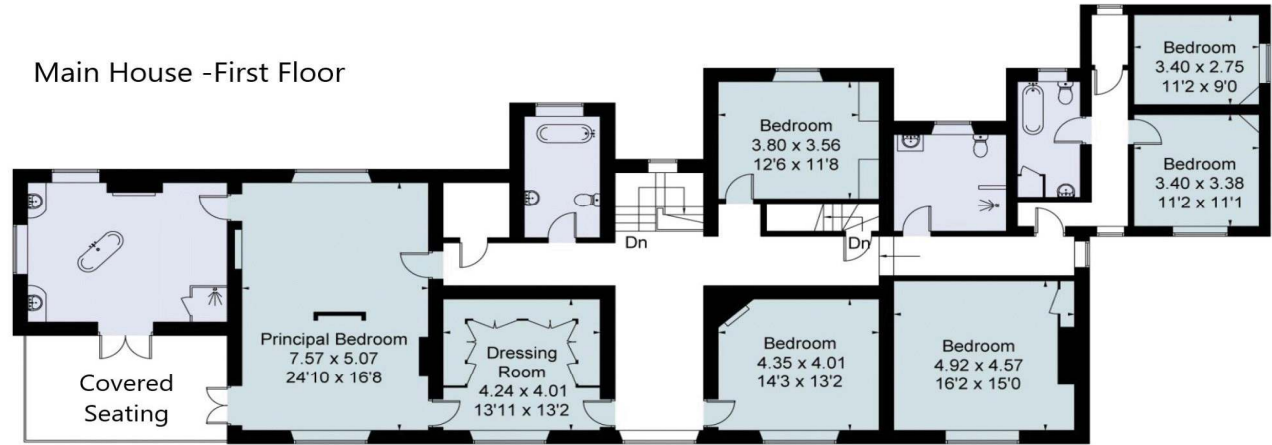 Main House -First Floor
Bedroom
3.40 x 2.75
11'2 x 9'0
Bedroom
3.80 x 3.56
12'6 x 11'8
Bedroom
3.40 x 3.38
11'2 x 11'1
Dn
Dn
Principal Bedroom
7.57 x 5.07
24'10 x 16'8
Dressing
Room
4.24 x 4.01
13'11 x 13'2
Bedroom
4.35 x 4.01
14'3 x 13'2
Bedroom
4.92 x 4.57
16'2 x 15'0
Covered
Seating